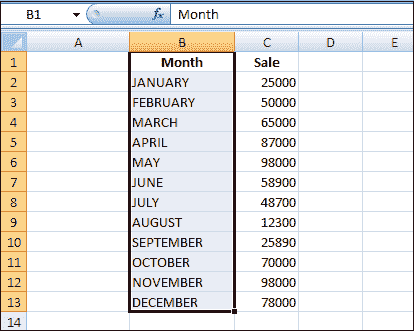 B1 fx Month
A B C D E
1 Month Sale
2 JANUARY 25000
3 FEBRUARY 50000
4 MARCH 65000
5 APRIL 87000
6 MAY 98000
7 JUNE 58900
8 JULY 48700
9 AUGUST 12300
10 SEPTEMBER 25890
11 OCTOBER 70000
12 NOVEMBER 98000
13 DECEMBER 78000
14